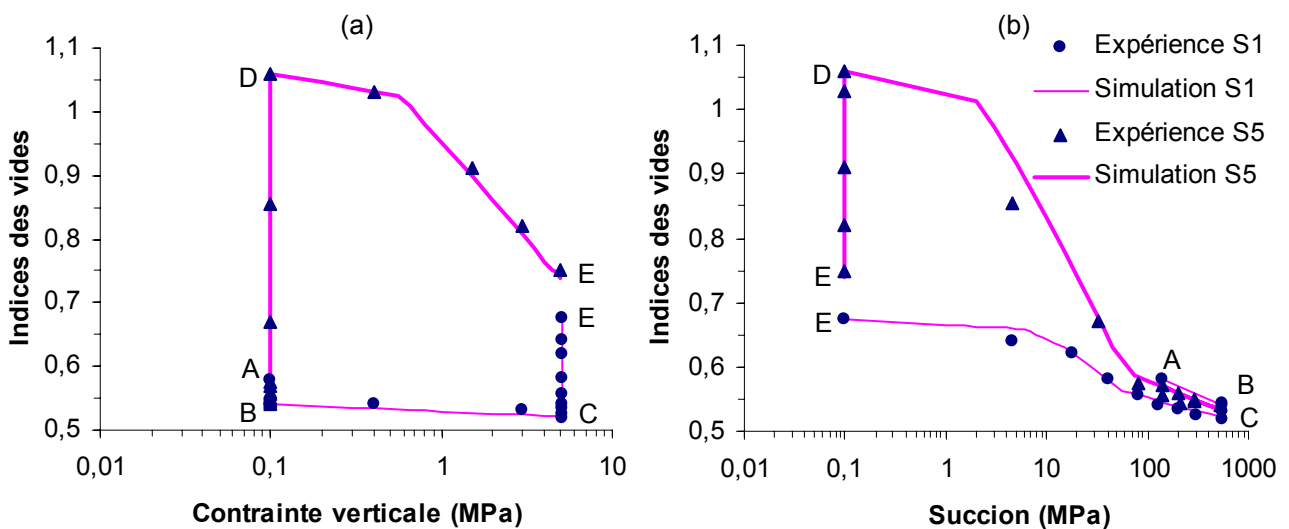 (a)
1,1
1
0,9
0,8
0,7
0,6
0,5
Indices des vides
D
E
E
A
B
C
0,01
0,1
1
10
Contrainte verticale (MPa)
(b)
1,1
1
0,9
0,8
0,7
0,6
0,5
Indices des vides
D
E
E
A
B
C
0,01
0,1
1
10
100
1000
Succion (MPa)
Expérience S1
Simulation S1
Expérience S5
Simulation S5